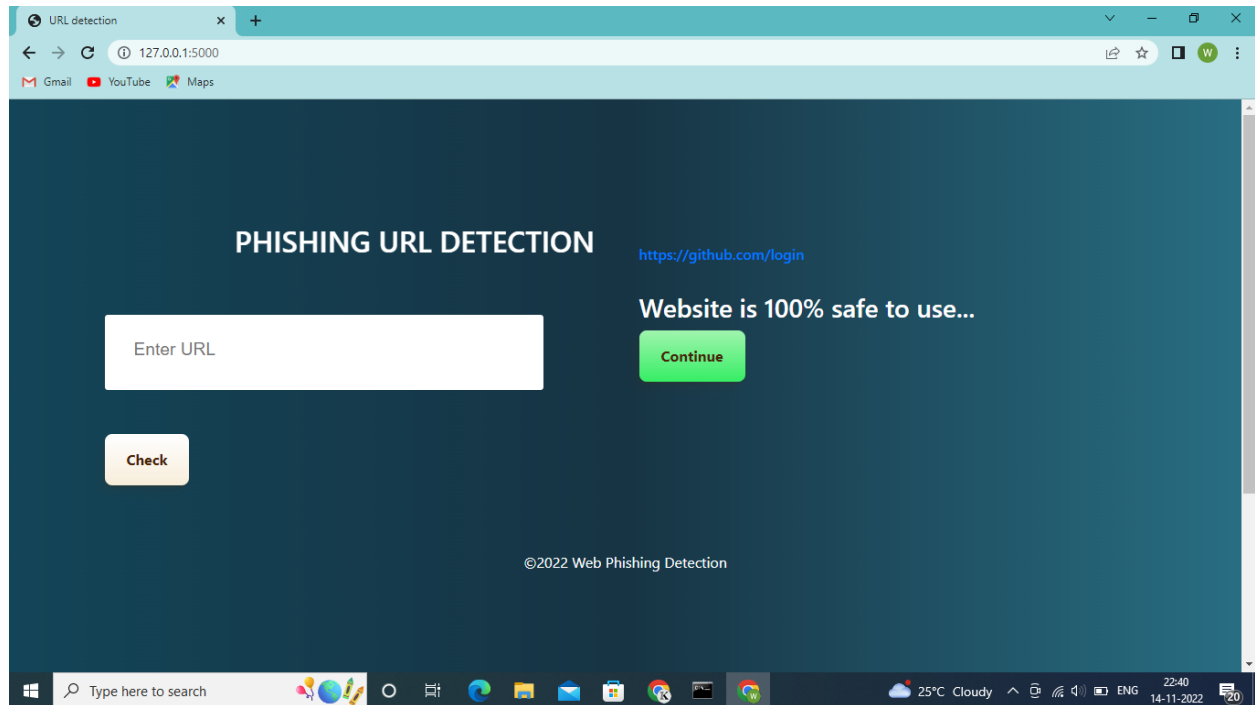 URL detection
127.0.0.1:5000
W
Gmail YouTube Maps
PHISHING URL DETECTION
Enter URL
Check
https://github.com/login
Website is 100% safe to use...
Continue
©2022 Web Phishing Detection
Type here to search
25°C Cloudy
ENG
22:40
14-11-2022
20